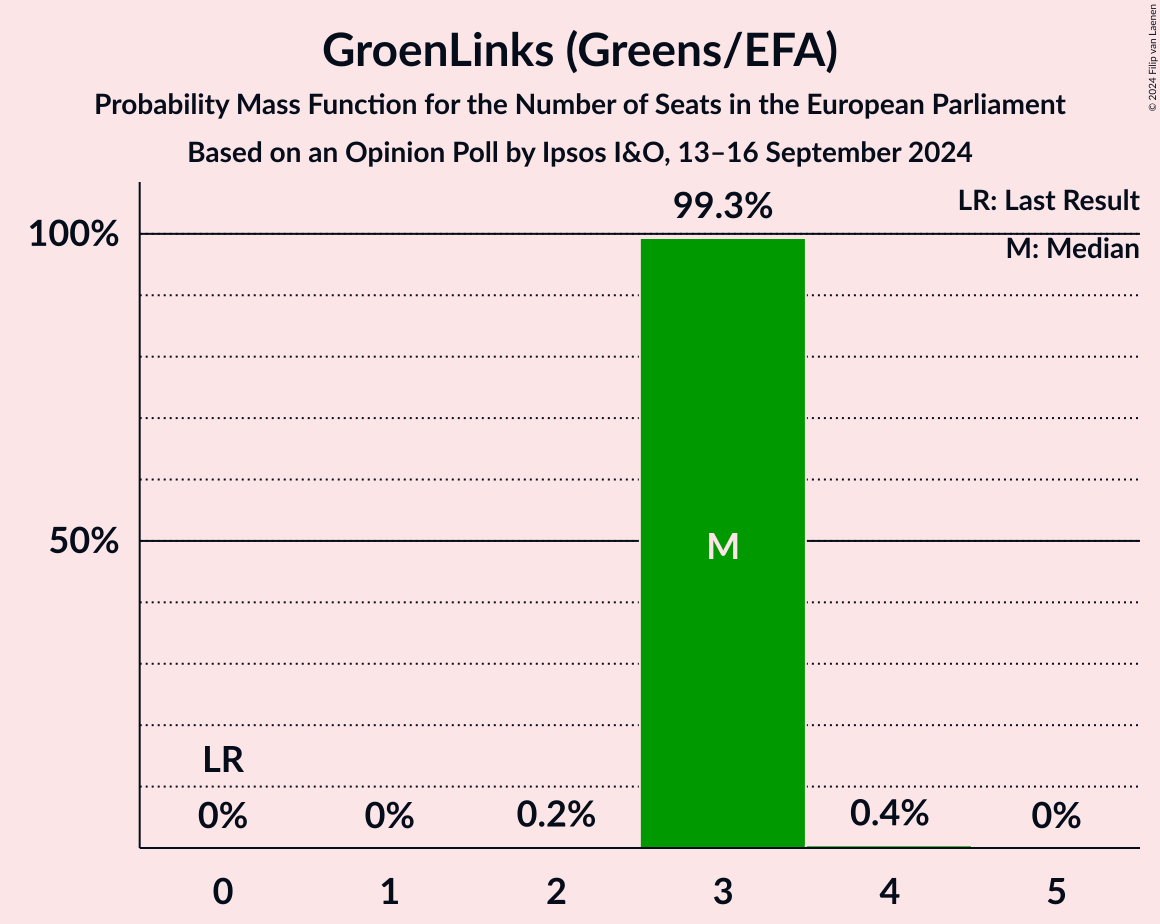 GroenLinks (Greens/EFA)
Probability Mass Function for the Number of Seats in the European Parliament
Based on an Opinion Poll by Ipsos I&O, 13–16 September 2024
© 2024 Filip van Laenen
LR: Last Result
M: Median
100%
50%
99.3%
M
LR
0%
0%
0.2%
0.4%
0%
0
1
2
3
4
5